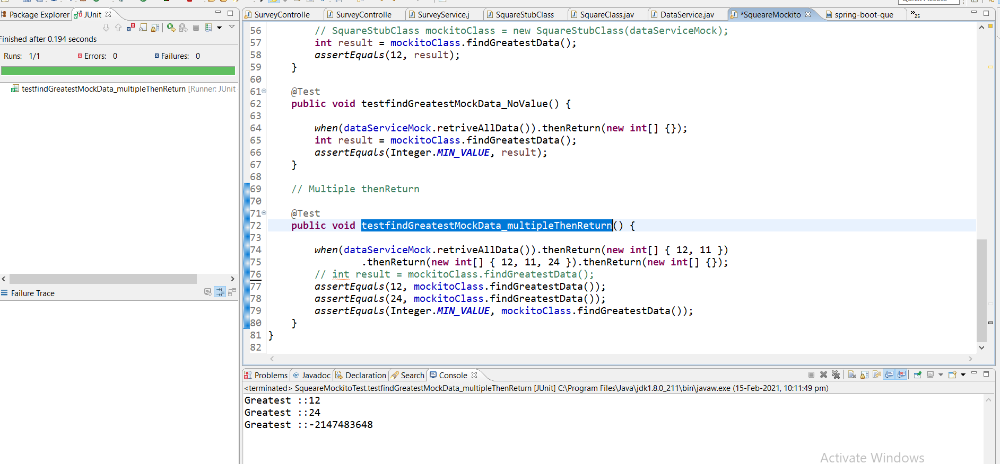 Package Explorer JUnit
Finished after 0.194 seconds
Runs: 1/1 Errors: 0 Failures: 0
testfindGreatestMockData_multipleThenReturn [Runner: JUnit
Failure Trace
SurveyControlle SurveyControlle SurveyService.j SquareStubClass SquareClass.jav DataService.jav *SqueareMockito spring-boot-que »25
56 // SquareStubClass mockitoClass = new SquareStubClass(dataServiceMock);
57 int result = mockitoClass.findGreatestData();
58 assertEquals(12, result);
59 }
60
61 @Test
62 public void testfindGreatestMockData_NoValue() {
63
64 when(dataServiceMock.retriveAllData()).thenReturn(new int[] {});
65 int result = mockitoClass.findGreatestData();
66 assertEquals(Integer.MIN_VALUE, result);
67 }
68
69 // Multiple thenReturn
70
71 @Test
72 public void testfindGreatestMockData_multipleThenReturn() {
73
74 when(dataServiceMock.retriveAllData()).thenReturn(new int[] { 12, 11 })
75 .thenReturn(new int[] { 12, 11, 24 }).thenReturn(new int[] {});
76 // int result = mockitoClass.findGreatestData();
77 assertEquals(12, mockitoClass.findGreatestData());
78 assertEquals(24, mockitoClass.findGreatestData());
79 assertEquals(Integer.MIN_VALUE, mockitoClass.findGreatestData());
80 }
81 }
82
Problems @ Javadoc Declaration Search Console
<terminated> SqueareMockitoTest.testfindGreatestMockData_multipleThenReturn [JUnit] C:\Program Files\Java\jdk1.8.0_211\bin\javaw.exe (15-Feb-2021, 10:11:49 pm)
Greatest ::12
Greatest ::24
Greatest ::-2147483648
Activate Windows